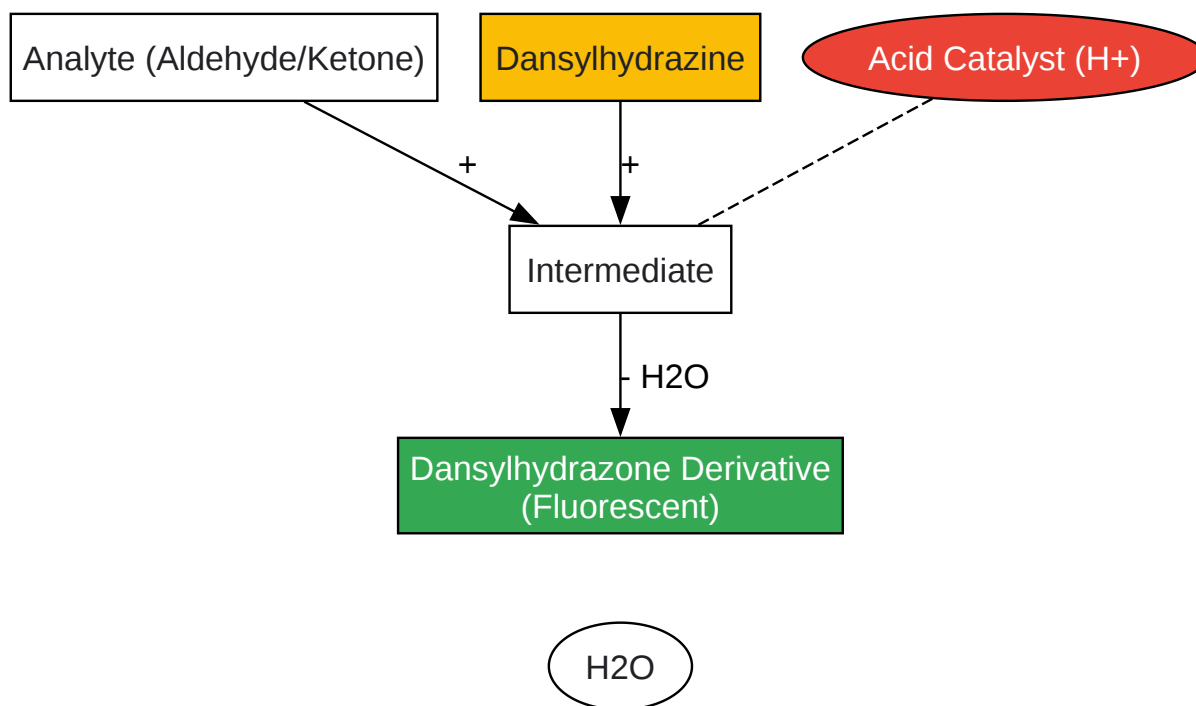 Analyte (Aldehyde/Ketone)
Dansylhydrazine
Acid Catalyst (H+)
+
+
Intermediate
- H2O
Dansylhydrazone Derivative
(Fluorescent)
H2O